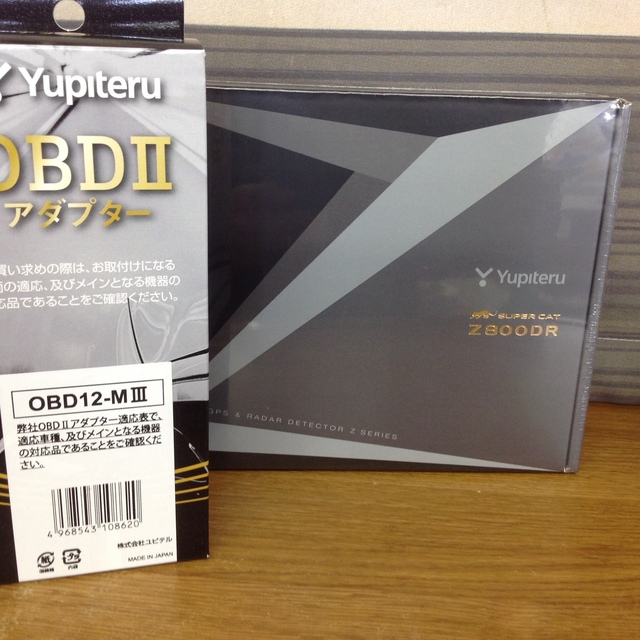 Yupiteru
OBDⅡ
アダプター
買い求めの際は、お取付けになる
の適応、及びメインとなる機器の
応品であることをご確認ください。
OBD12-MⅢ
弊社OBDⅡアダプター適応表で、
適応車種、及びメインとなる機器
の対応品であることをご確認くだ
さい。
4 968543 108620
株式会社ユピテル
MADE IN JAPAN
Yupiteru
SUPER CAT
Z800DR
GPS & RADAR DETECTOR Z SERIES